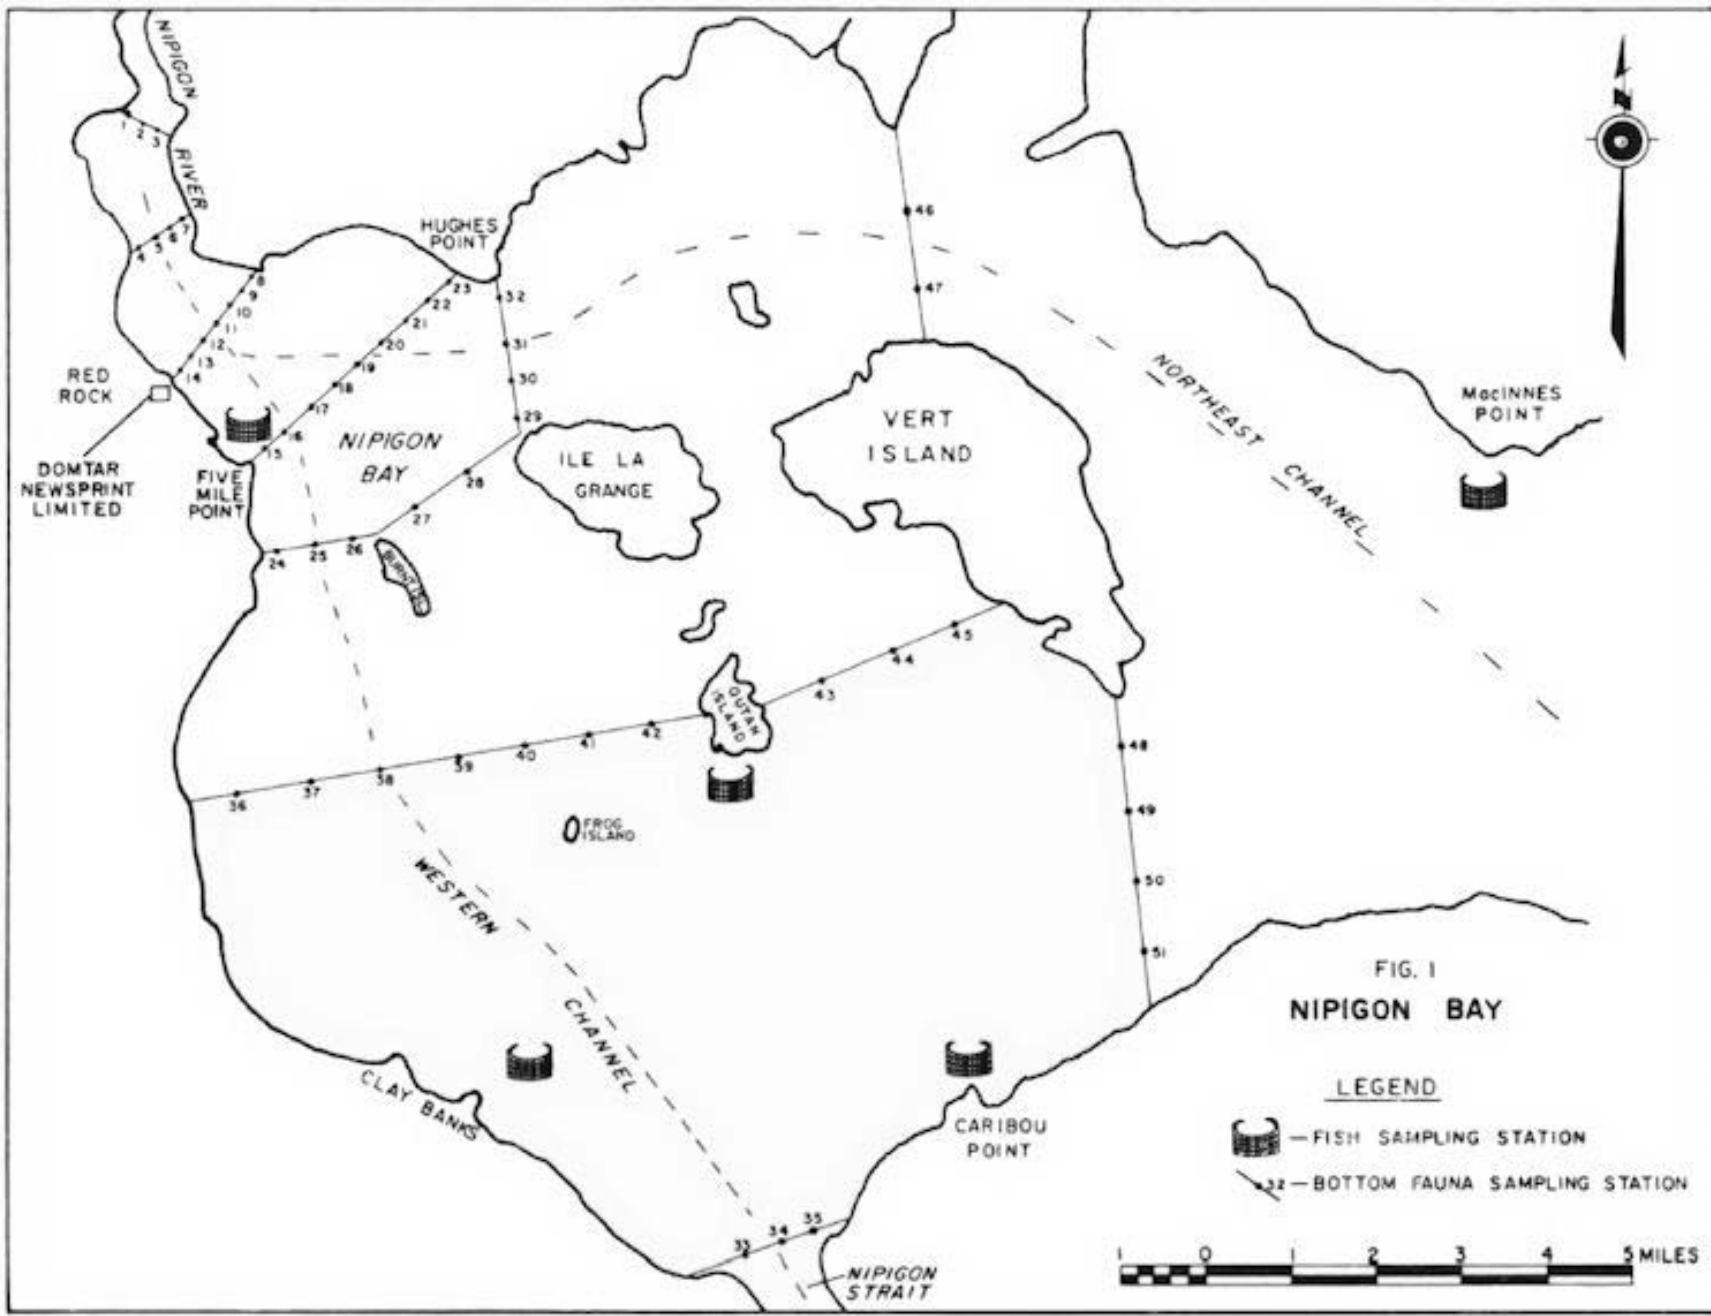 NIPIGON
RIVER
1
2
3
4
5
6
7
HUGHES
POINT
8
9
10
11
12
13
14
23
22
21
20
19
18
17
16
15
32
31
30
29
28
27
26
25
24
46
47
RED
ROCK
DOMTAR
NEWSPRINT
LIMITED
FIVE
MILE
POINT
NIPIGON
BAY
ILE LA
GRANGE
VERT
ISLAND
NORTHEAST CHANNEL
MacINNES
POINT
BURNT ISL
OUTAN
ISLAND
45
44
43
42
41
40
39
38
37
36
48
49
50
51
FROG
ISLAND
WESTERN
CHANNEL
CLAY BANKS
CARIBOU
POINT
33
34
35
NIPIGON
STRAIT
N
FIG. 1
NIPIGON BAY
LEGEND
— FISH SAMPLING STATION
32 — BOTTOM FAUNA SAMPLING STATION
1 0 1 2 3 4 5 MILES